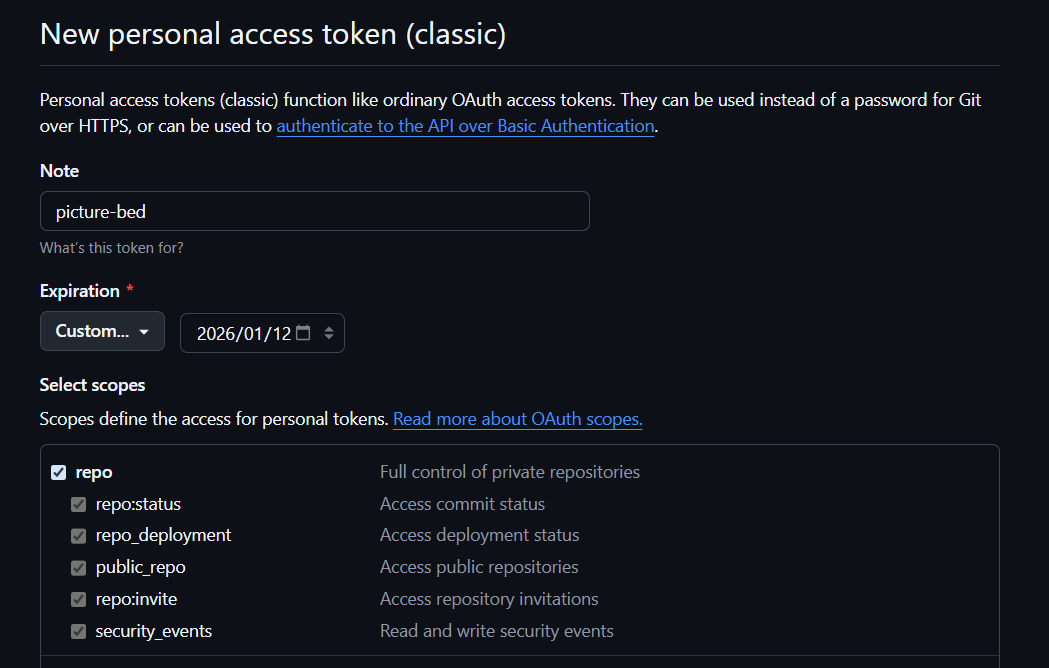 New personal access token (classic)
Personal access tokens (classic) function like ordinary OAuth access tokens. They can be used instead of a password for Git
over HTTPS, or can be used to authenticate to the API over Basic Authentication.
Note
picture-bed
What's this token for?
Expiration *
Custom... 2026/01/12
Select scopes
Scopes define the access for personal tokens. Read more about OAuth scopes.
repo Full control of private repositories
repo:status Access commit status
repo_deployment Access deployment status
public_repo Access public repositories
repo:invite Access repository invitations
security_events Read and write security events